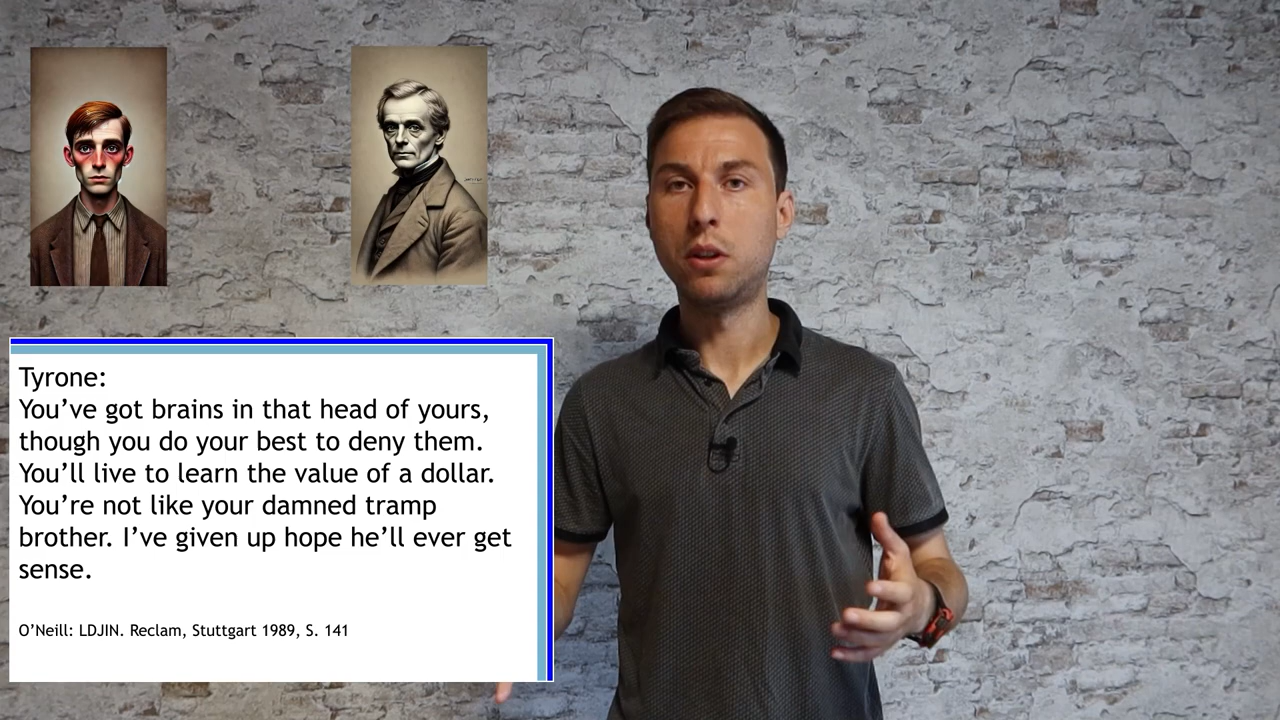 Tyrone:
You’ve got brains in that head of yours,
though you do your best to deny them.
You’ll live to learn the value of a dollar.
You’re not like your damned tramp
brother. I’ve given up hope he’ll ever get
sense.
O’Neill: LDJIN. Reclam, Stuttgart 1989, S. 141